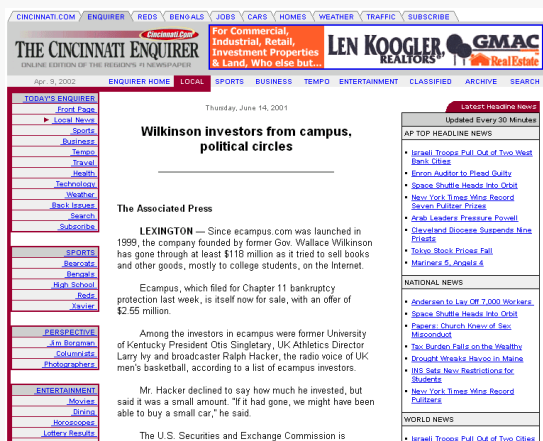 CINCINNATI.COM ENQUIRER REDS BENGALS JOBS CARS HOMES WEATHER TRAFFIC SUBSCRIBE
Cincinnati.Com
THE CINCINNATI ENQUIRER
ONLINE EDITION OF THE REGION'S #1 NEWSPAPER
For Commercial,
Industrial, Retail,
Investment Properties
& Land, Who else but...
LEN KOOGLER,
REALTORS®
GMAC
Real Estate
Apr. 9, 2002 ENQUIRER HOME LOCAL SPORTS BUSINESS TEMPO ENTERTAINMENT CLASSIFIED ARCHIVE SEARCH
TODAY'S ENQUIRER
Front Page
Local News
Sports
Business
Tempo
Travel
Health
Technology
Weather
Back Issues
Search
Subscribe
SPORTS
Bearcats
Bengals
High School
Reds
Xavier
PERSPECTIVE
Jim Borgman
Columnists
Photographers
ENTERTAINMENT
Movies
Dining
Horoscopes
Lottery Results
Thursday, June 14, 2001
Wilkinson investors from campus,
political circles
The Associated Press
LEXINGTON — Since ecampus.com was launched in
1999, the company founded by former Gov. Wallace Wilkinson
has gone through at least $118 million as it tried to sell books
and other goods, mostly to college students, on the Internet.
Ecampus, which filed for Chapter 11 bankruptcy
protection last week, is itself now for sale, with an offer of
$2.55 million.
Among the investors in ecampus were former University
of Kentucky President Otis Singletary, UK Athletics Director
Larry Ivy and broadcaster Ralph Hacker, the radio voice of UK
men's basketball, according to a list of ecampus investors.
Mr. Hacker declined to say how much he invested, but
said it was a small amount. "If it had gone, we might have been
able to buy a small car," he said.
The U.S. Securities and Exchange Commission is
Latest Headline News
Updated Every 30 Minutes
AP TOP HEADLINE NEWS
Israeli Troops Pull Out of Two West
Bank Cities
Enron Auditor to Plead Guilty
Space Shuttle Heads Into Orbit
New York Times Wins Record
Seven Pulitzer Prizes
Arab Leaders Pressure Powell
Cleveland Diocese Suspends Nine
Priests
Tokyo Stock Prices Fall
Mariners 5, Angels 4
NATIONAL NEWS
Andersen to Lay Off 7,000 Workers
Space Shuttle Heads Into Orbit
Papers: Church Knew of Sex
Misconduct
Tax Burden Falls on the Wealthy
Drought Wreaks Havoc in Maine
INS Sets New Restrictions for
Students
New York Times Wins Record
Pulitzers
WORLD NEWS
Israeli Troops Pull Out of Two Cities